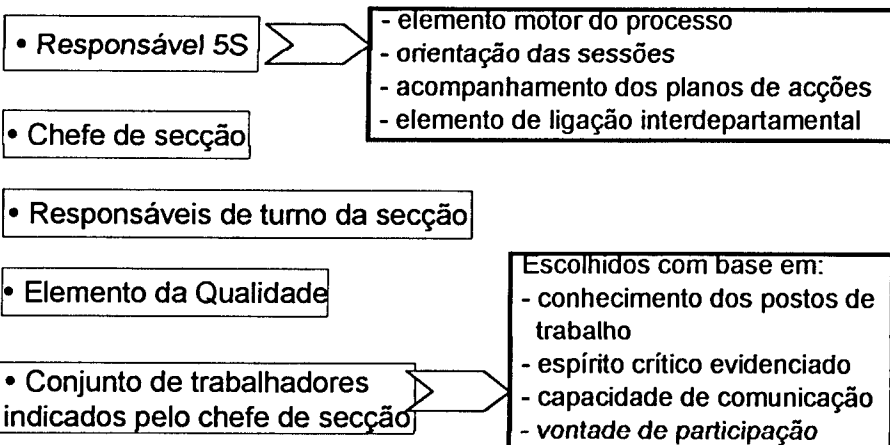 • Responsável 5S
- elemento motor do processo
- orientação das sessões
- acompanhamento dos planos de acções
- elemento de ligação interdepartamental
• Chefe de secção
• Responsáveis de turno da secção
• Elemento da Qualidade
• Conjunto de trabalhadores
indicados pelo chefe de secção
Escolhidos com base em:
- conhecimento dos postos de
trabalho
- espírito crítico evidenciado
- capacidade de comunicação
- vontade de participação